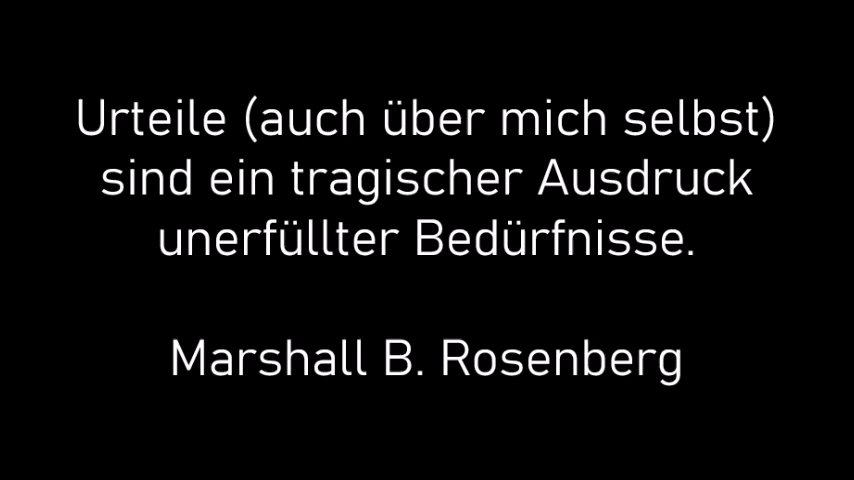 Urteile (auch über mich selbst)
sind ein tragischer Ausdruck
unerfüllter Bedürfnisse.
Marshall B. Rosenberg